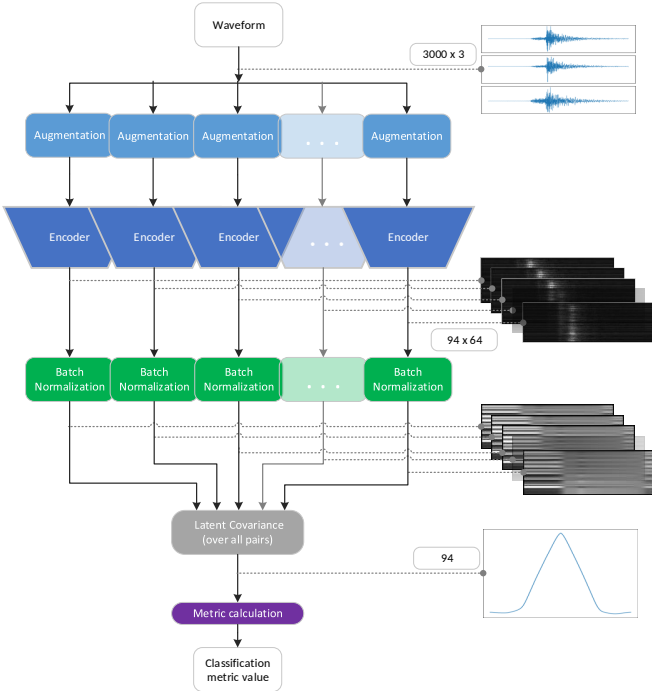 Waveform
3000 x 3
Augmentation Augmentation Augmentation . . . Augmentation
Encoder Encoder Encoder . . . Encoder
94 x 64
Batch Normalization Batch Normalization Batch Normalization . . . Batch Normalization
Latent Covariance
(over all pairs)
94
Metric calculation
Classification
metric value